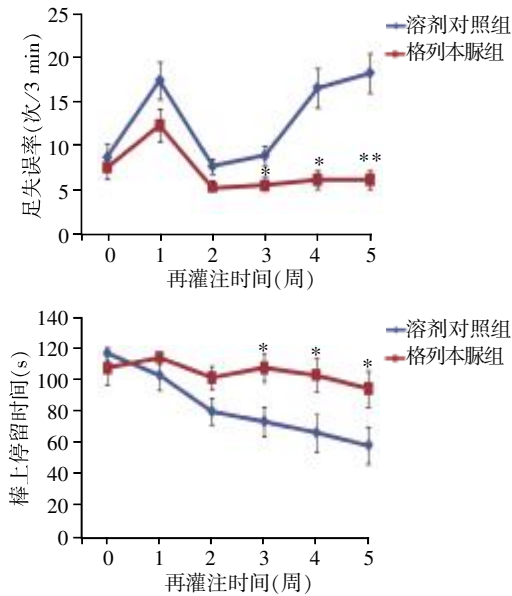 25
20
15
10
5
0
足失误率(次/3 min)
溶剂对照组
格列本脲组
*
*
**
0 1 2 3 4 5
再灌注时间(周)
140
120
100
80
60
40
20
0
棒上停留时间(s)
溶剂对照组
格列本脲组
*
*
*
0 1 2 3 4 5
再灌注时间(周)